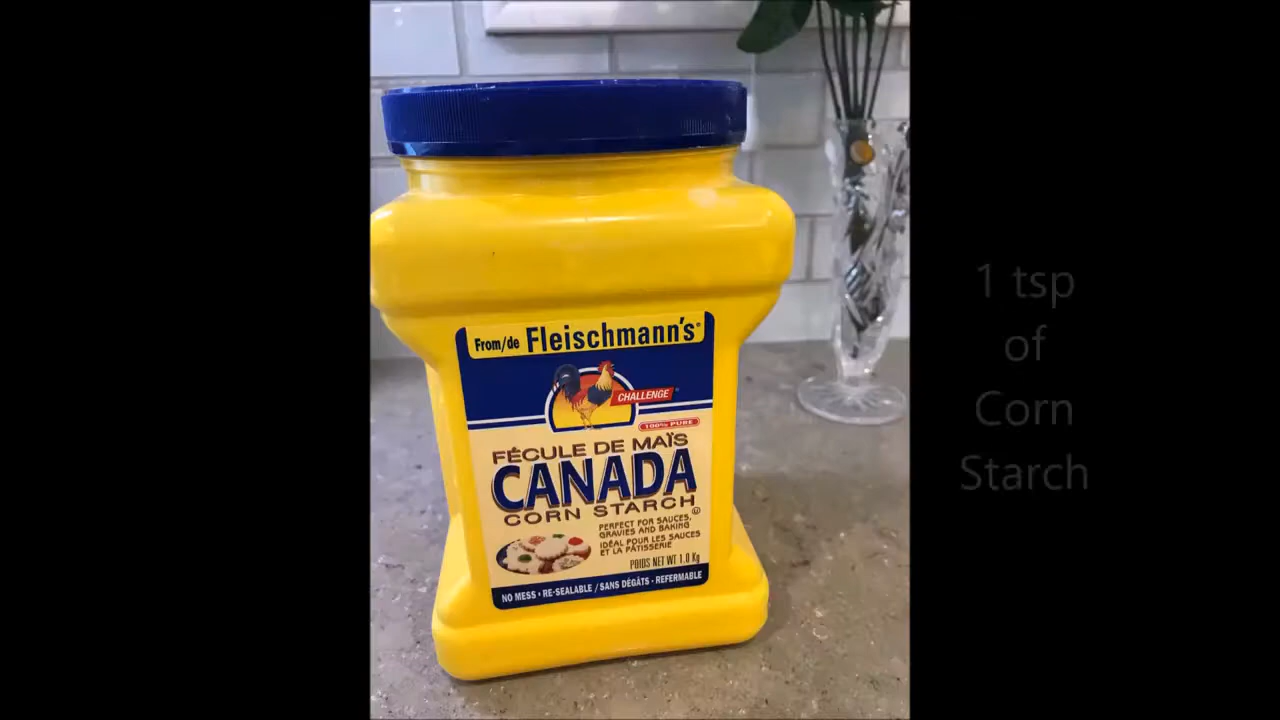 From/de Fleischmann's®
CHALLENGE
100% PURE
FÉCULE DE MAÏS
CANADA
CORN STARCH
PERFECT FOR SAUCES,
GRAVIES AND BAKING
IDÉAL POUR LES SAUCES
ET LA PÂTISSERIE
POIDS NET WT 1.0 Kg
NO MESS • RE-SEALABLE / SANS DÉGÂTS • REFERMABLE
1 tsp
of
Corn
Starch